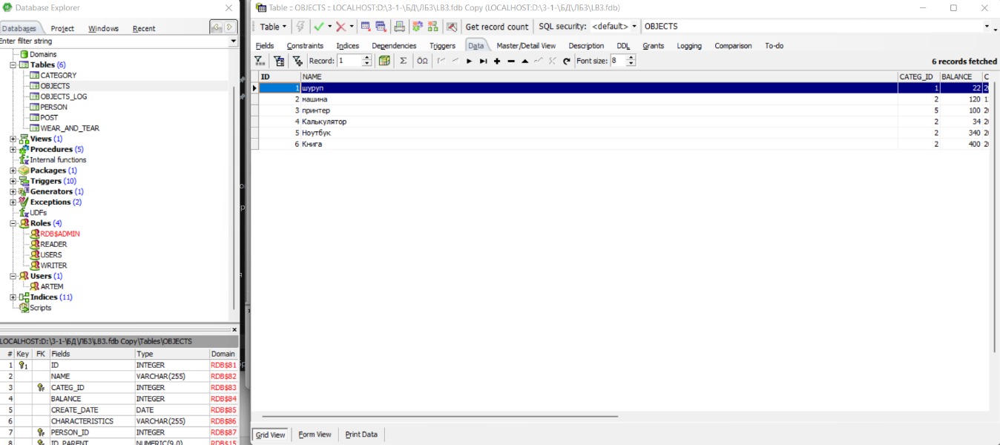 Database Explorer
Databases Project Windows Recent
Enter filter string
Domains
Tables (6)
CATEGORY
OBJECTS
OBJECTS_LOG
PERSON
POST
WEAR_AND_TEAR
Views (1)
Procedures (5)
Internal functions
Packages (1)
Triggers (10)
Generators (1)
Exceptions (2)
UDFs
Roles (4)
RDB$ADMIN
READER
USERS
WRITER
Users (1)
ARTEM
Indices (11)
Scripts
LOCALHOST:D:\3-1-\БД\ЛБ3\LB3.fdb Copy\Tables\OBJECTS
# Key FK Fields Type Domain
1 1 ID INTEGER RDB$81
2 NAME VARCHAR(255) RDB$82
3 F CATEG_ID INTEGER RDB$83
4 BALANCE INTEGER RDB$84
5 CREATE_DATE DATE RDB$85
6 CHARACTERISTICS VARCHAR(255) RDB$86
7 F PERSON_ID INTEGER RDB$87
8 ID_PARENT NUMERIC(9,0) RDB$15
Table :: OBJECTS :: LOCALHOST:D:\3-1-\БД\ЛБ3\LB3.fdb Copy (LOCALHOST:D:\3-1-\БД\ЛБ3\LB3.fdb)
Table Get record count SQL security: <default> OBJECTS
Fields Constraints Indices Dependencies Triggers Data Master/Detail View Description DDL Grants Logging Comparison To-do
Record: 1 Σ ÖΩ Font size: 8 6 records fetched
ID NAME CATEG_ID BALANCE C
1 шуруп 1 22 2
2 машина 2 120 1
3 принтер 5 100 2
4 Калькулятор 2 34 2
5 Ноутбук 2 340 2
6 Книга 2 400 2
Grid View Form View Print Data